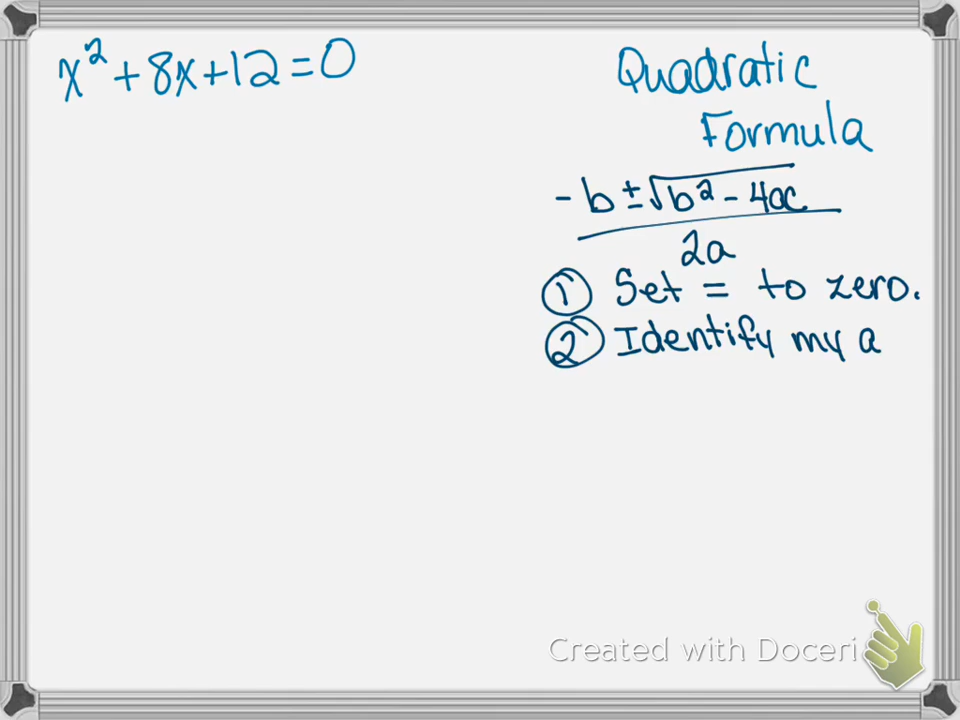 x² + 8x + 12 = 0
Quadratic
Formula
-b ± √b² - 4ac
2a
① Set = to zero.
② Identify my a
Created with Doceri